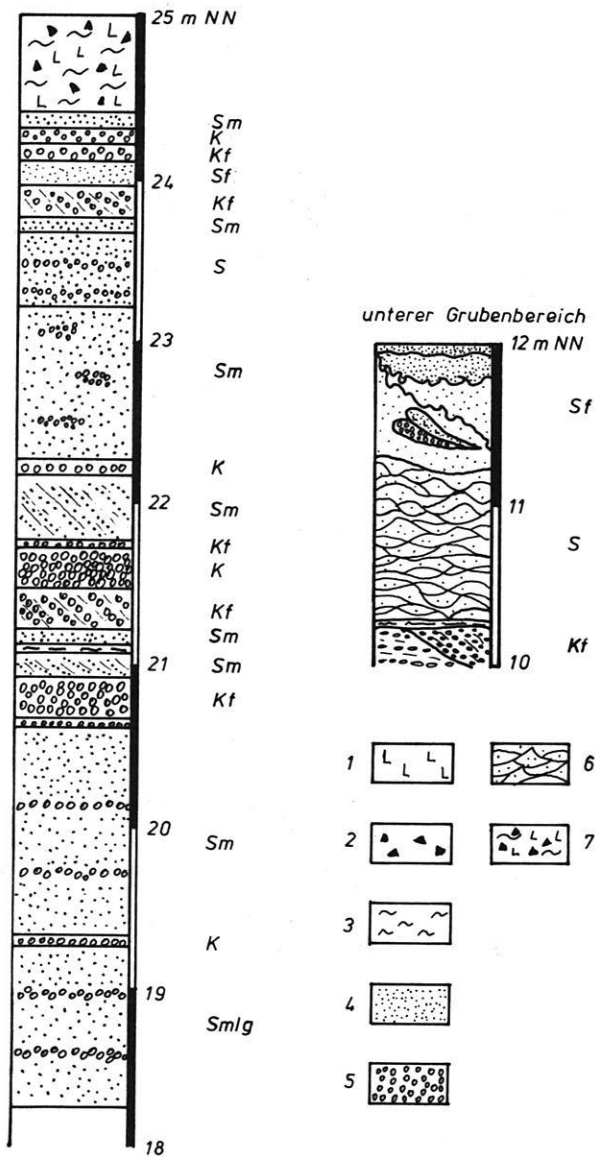 25 m NN
Sm
K
Kf
Sf
24
Kf
Sm
S
23
Sm
K
22
Sm
Kf
K
Kf
Sm
21
Sm
Kf
20
Sm
K
19
Smlg
18
unterer Grubenbereich
12 m NN
Sf
11
S
Kf
10
1
6
2
7
3
4
5